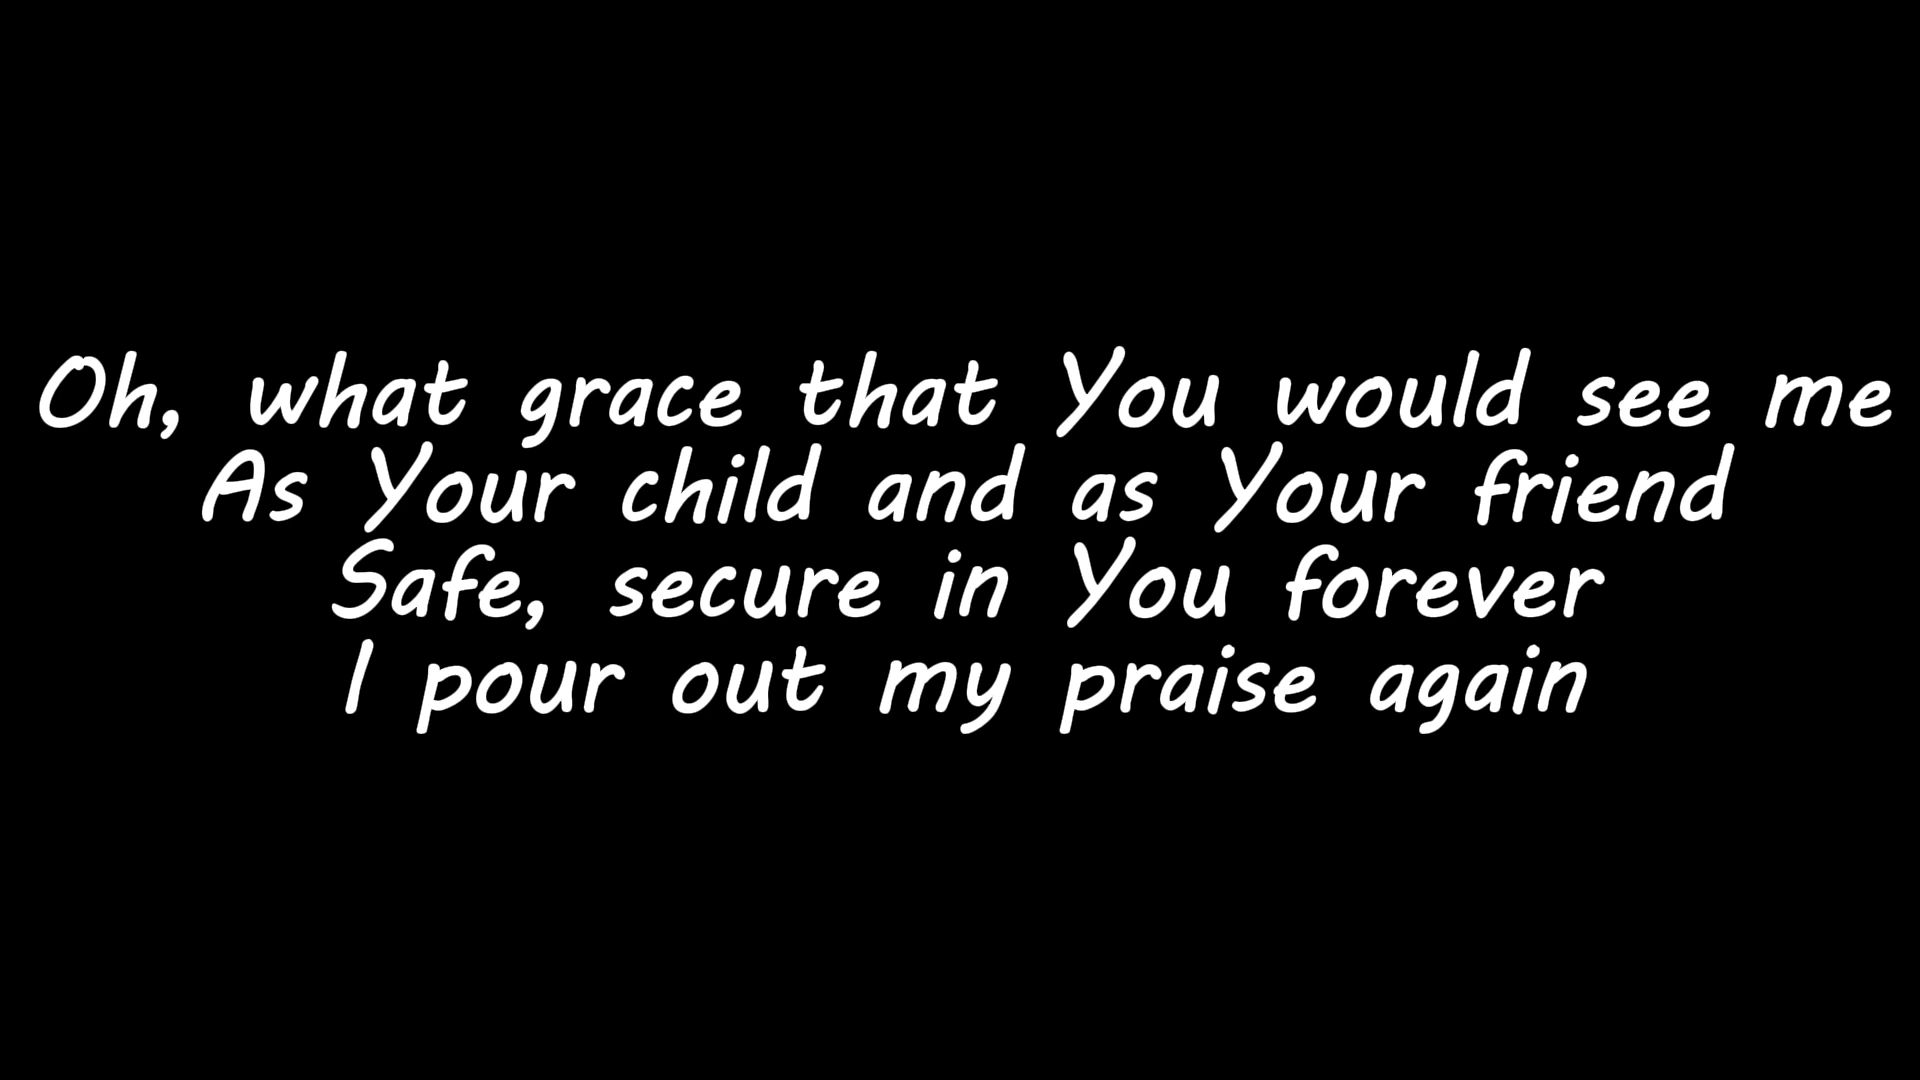 Oh, what grace that You would see me
As Your child and as Your friend
Safe, secure in You forever
I pour out my praise again